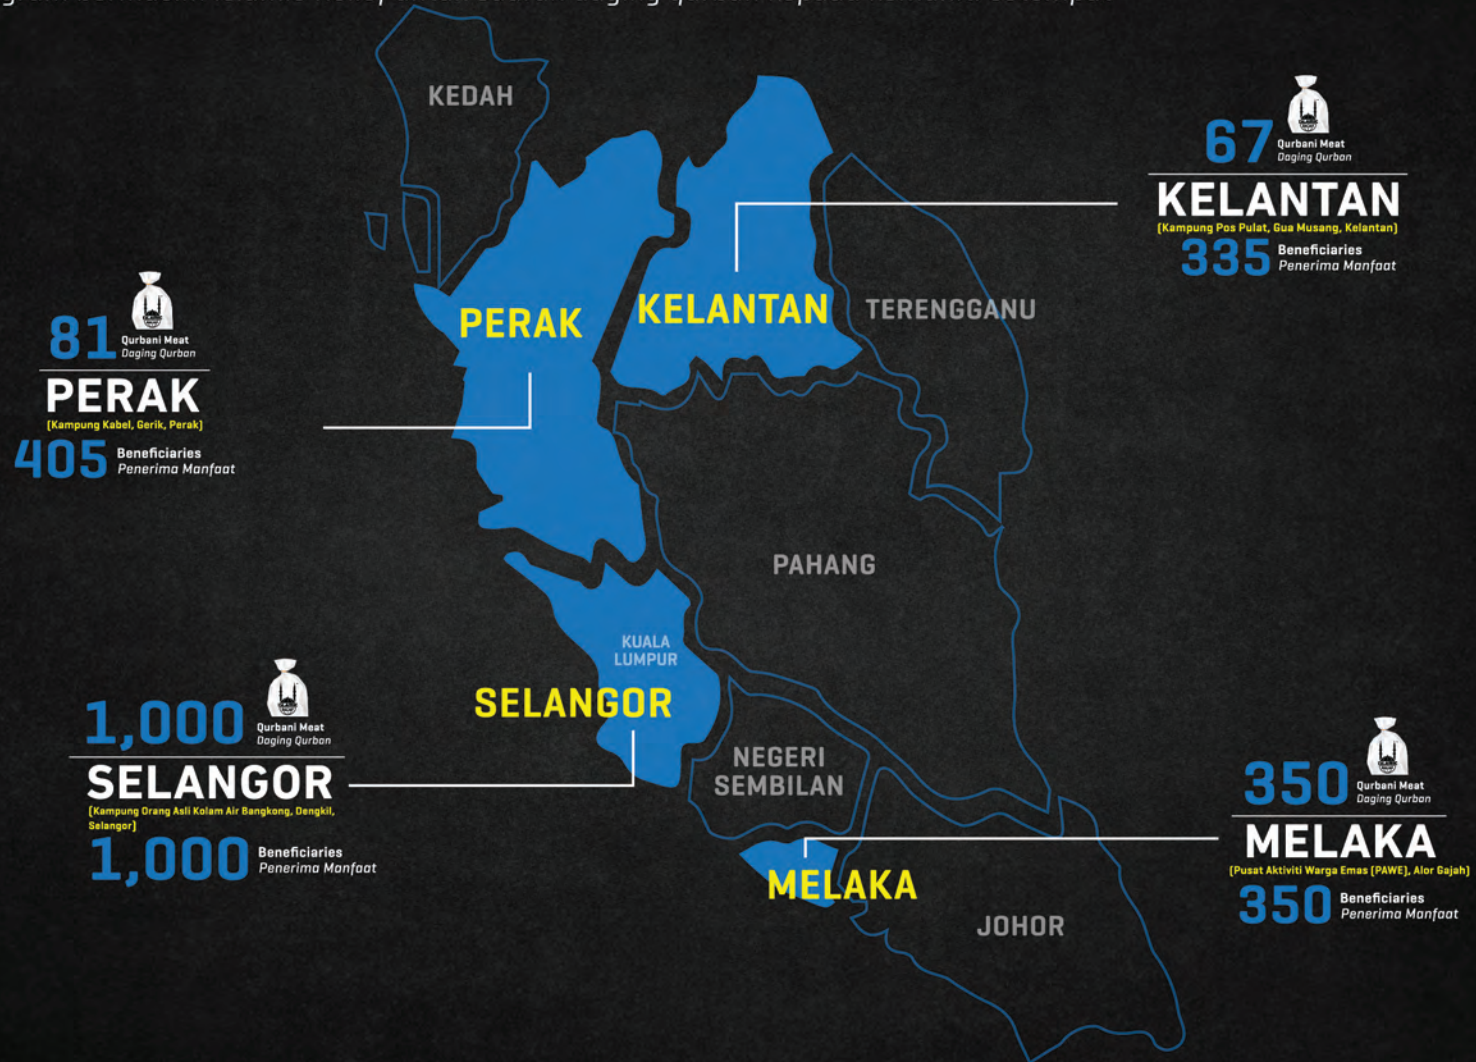 KEDAH
67
Qurbani Meat
Daging Qurban
KELANTAN
(Kampung Pos Pulat, Gua Musang, Kelantan)
335
Beneficiaries
Penerima Manfaat
PERAK
KELANTAN
TERENGGANU
81
Qurbani Meat
Daging Qurban
PERAK
(Kampung Kabel, Gerik, Perak)
405
Beneficiaries
Penerima Manfaat
PAHANG
KUALA
LUMPUR
SELANGOR
1,000
Qurbani Meat
Daging Qurban
SELANGOR
(Kampung Orang Asli Kolam Air Bangkong, Dengkil,
Selangor)
1,000
Beneficiaries
Penerima Manfaat
NEGERI
SEMBILAN
350
Qurbani Meat
Daging Qurban
MELAKA
(Pusat Aktiviti Warga Emas (PAWE), Alor Gajah)
350
Beneficiaries
Penerima Manfaat
MELAKA
JOHOR